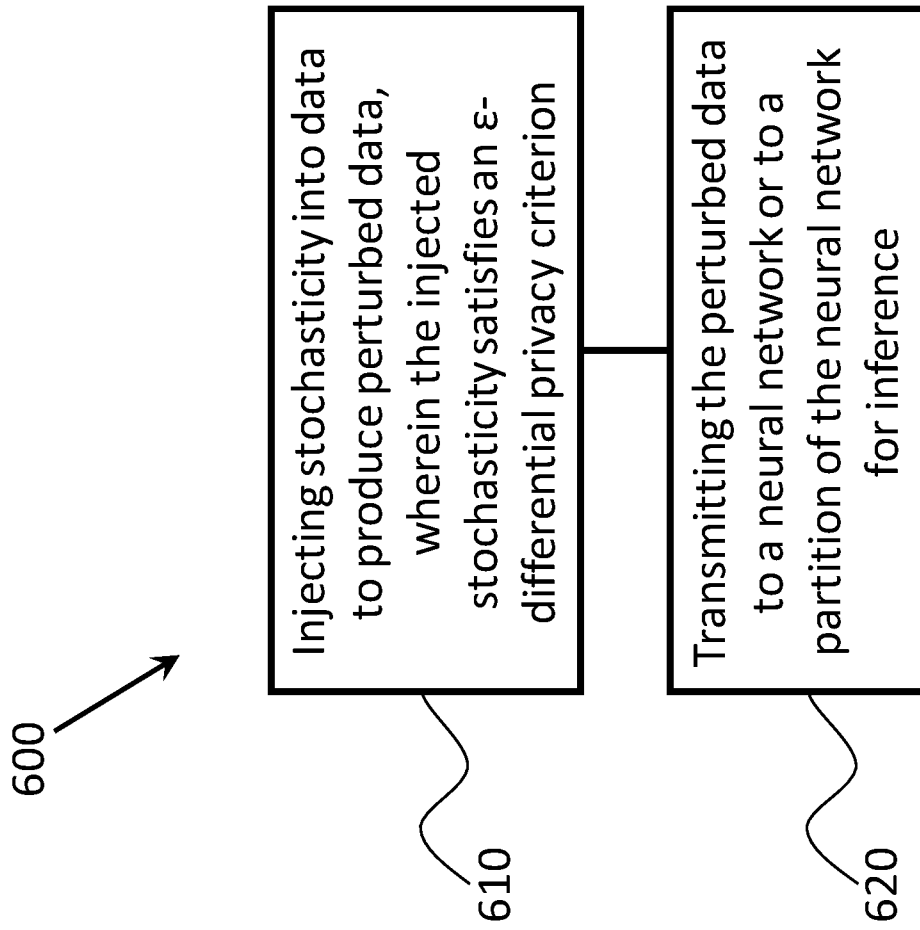 600
610
Injecting stochasticity into data
to produce perturbed data,
wherein the injected
stochasticity satisfies an ε-
differential privacy criterion
620
Transmitting the perturbed data
to a neural network or to a
partition of the neural network
for inference